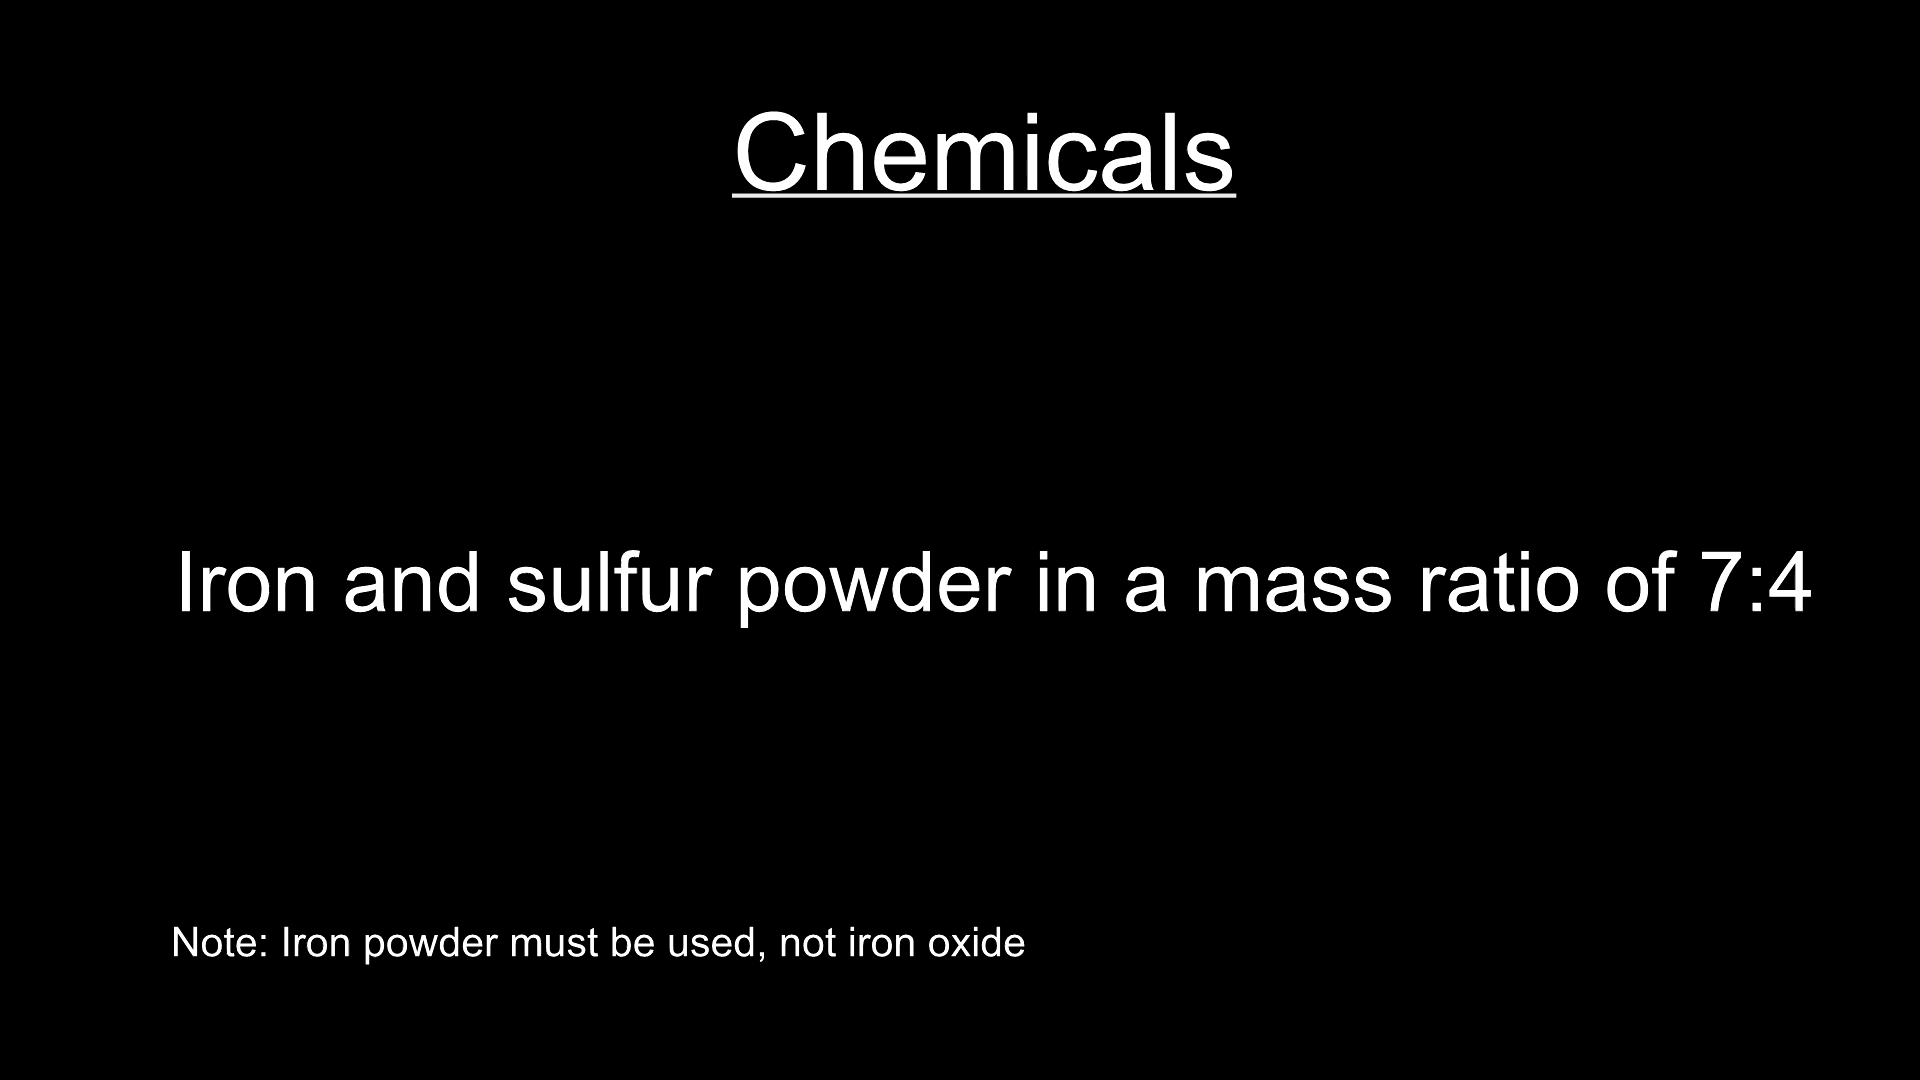 Chemicals
Iron and sulfur powder in a mass ratio of 7:4
Note: Iron powder must be used, not iron oxide